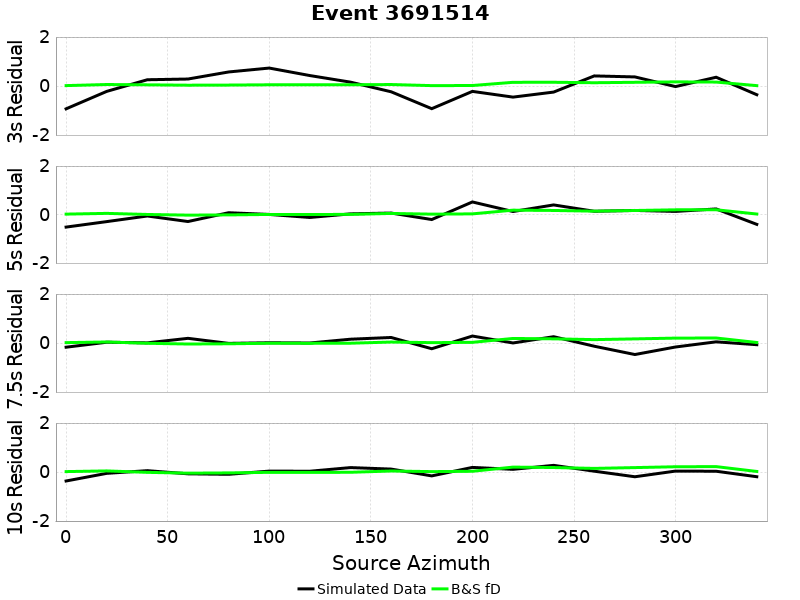 Event 3691514
3s Residual
2
0
-2
5s Residual
2
0
-2
7.5s Residual
2
0
-2
10s Residual
2
0
-2
0 50 100 150 200 250 300
Source Azimuth
Simulated Data B&S fD